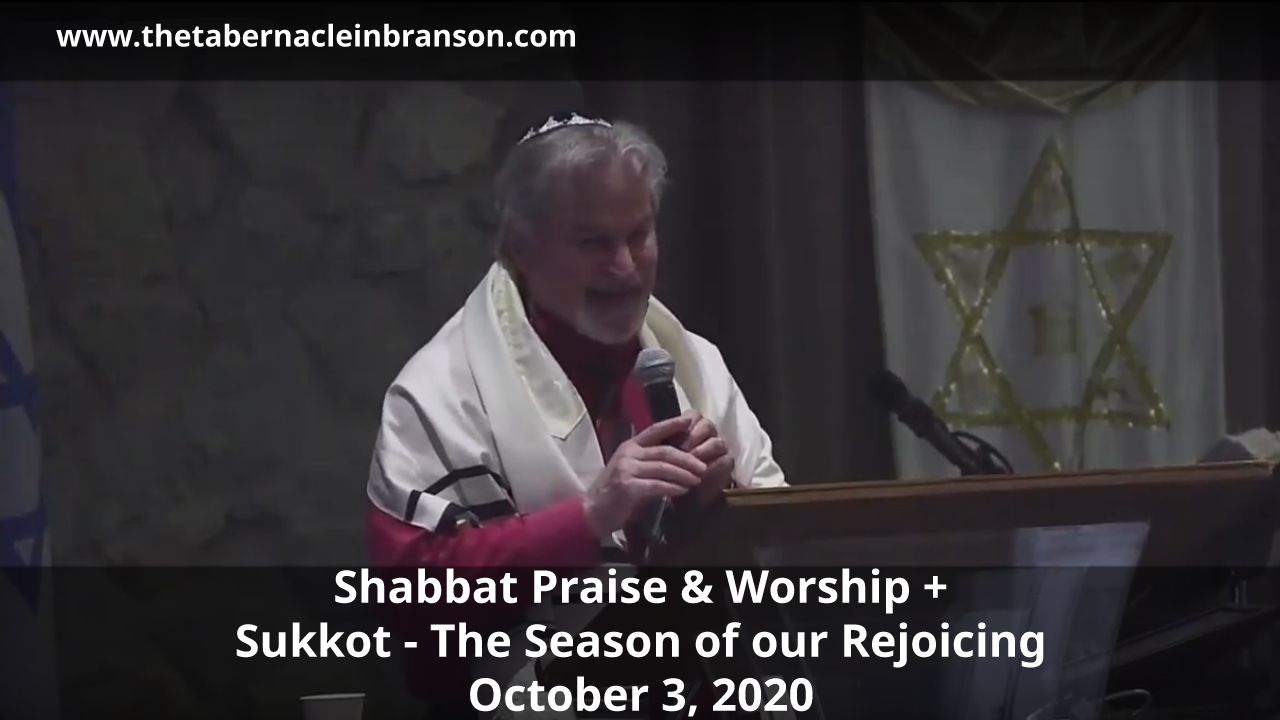 www.thetabernacleinbranson.com
Shabbat Praise & Worship +
Sukkot - The Season of our Rejoicing
October 3, 2020